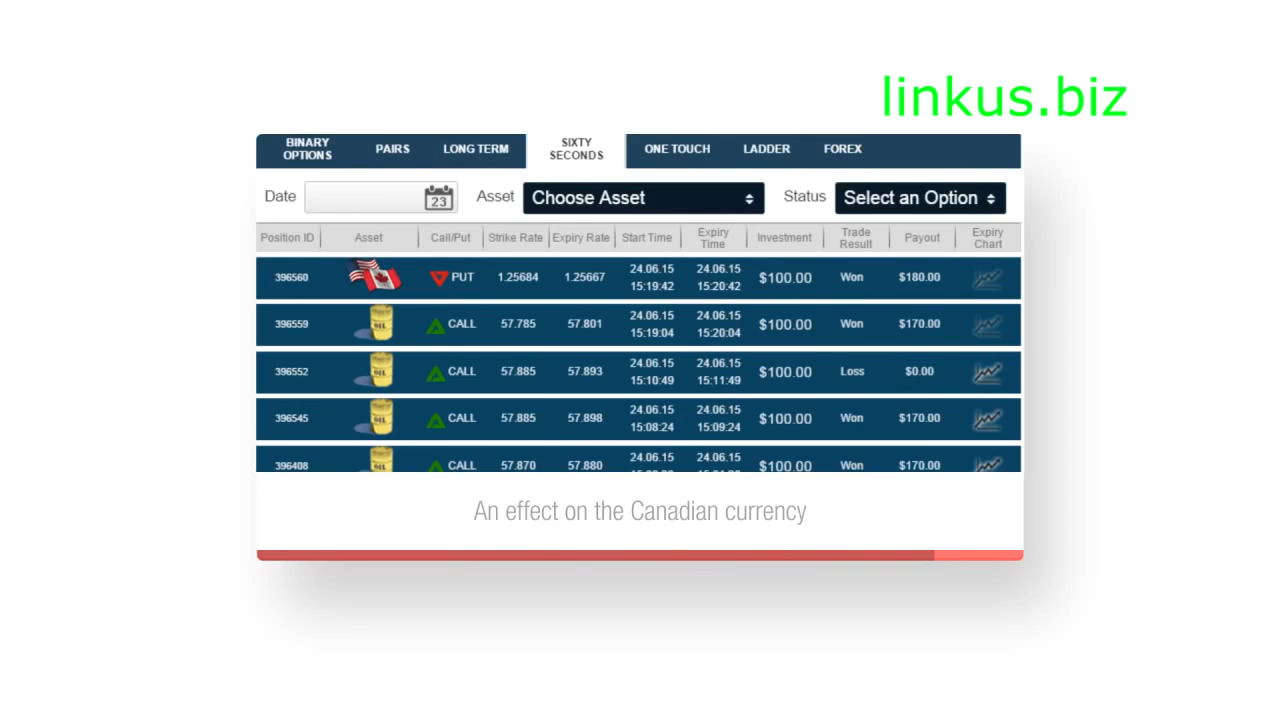 linkus.biz
BINARY OPTIONS PAIRS LONG TERM SIXTY SECONDS ONE TOUCH LADDER FOREX
Date 23 Asset Choose Asset Status Select an Option
Position ID Asset Call/Put Strike Rate Expiry Rate Start Time Expiry Time Investment Trade Result Payout Expiry Chart
396560 PUT 1.25684 1.25667 24.06.15 15:19:42 24.06.15 15:20:42 $100.00 Won $180.00
396559 OIL CALL 57.785 57.801 24.06.15 15:19:04 24.06.15 15:20:04 $100.00 Won $170.00
396552 OIL CALL 57.885 57.893 24.06.15 15:10:49 24.06.15 15:11:49 $100.00 Loss $0.00
396545 OIL CALL 57.885 57.898 24.06.15 15:08:24 24.06.15 15:09:24 $100.00 Won $170.00
396408 OIL CALL 57.870 57.880 24.06.15 24.06.15 $100.00 Won $170.00
An effect on the Canadian currency